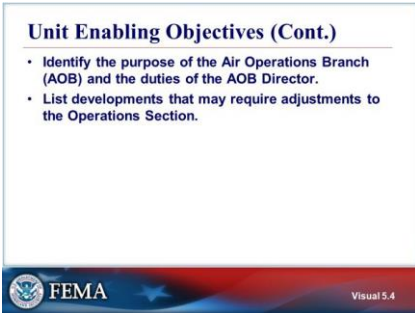 Unit Enabling Objectives (Cont.)
• Identify the purpose of the Air Operations Branch
(AOB) and the duties of the AOB Director.
• List developments that may require adjustments to
the Operations Section.
FEMA
Visual 5.4